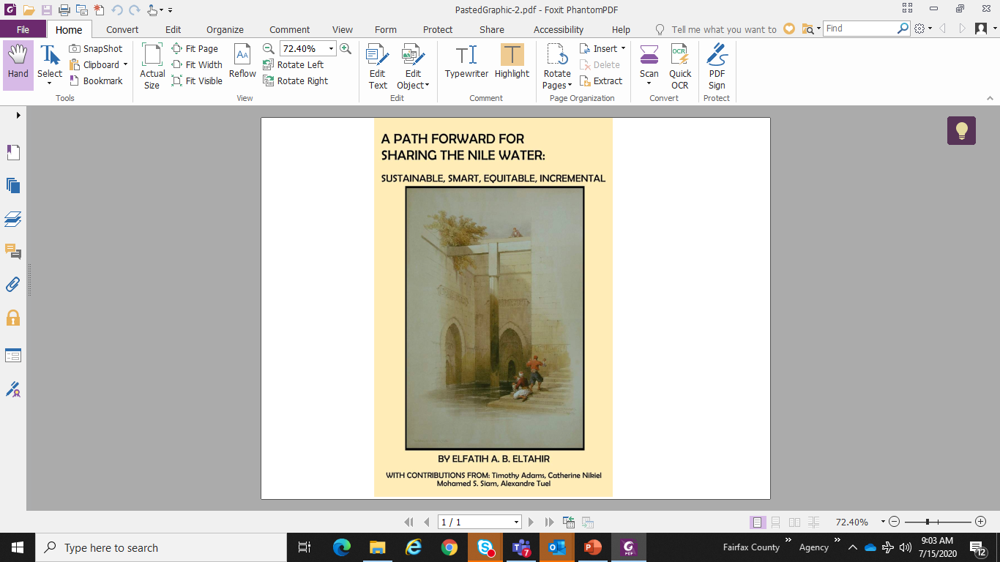 PastedGraphic-2.pdf - Foxit PhantomPDF
File Home Convert Edit Organize Comment View Form Protect Share Accessibility Help Tell me what you want to Find
Hand
Select
SnapShot
Clipboard
Bookmark
Tools
Actual Size
Fit Page
Fit Width
Fit Visible
Reflow
72.40%
Rotate Left
Rotate Right
View
Edit Text
Edit Object
Edit
Typewriter
Highlight
Comment
Rotate Pages
Insert
Delete
Extract
Page Organization
Scan
Quick OCR
OCR
Convert
PDF Sign
Protect
A PATH FORWARD FOR
SHARING THE NILE WATER:
SUSTAINABLE, SMART, EQUITABLE, INCREMENTAL
BY ELFATIH A. B. ELTAHIR
WITH CONTRIBUTIONS FROM: Timothy Adams, Catherine Nikiel
Mohamed S. Siam, Alexandre Tuel
1 / 1
72.40%
Type here to search
7
PDF
Fairfax County
Agency
9:03 AM
7/15/2020
12